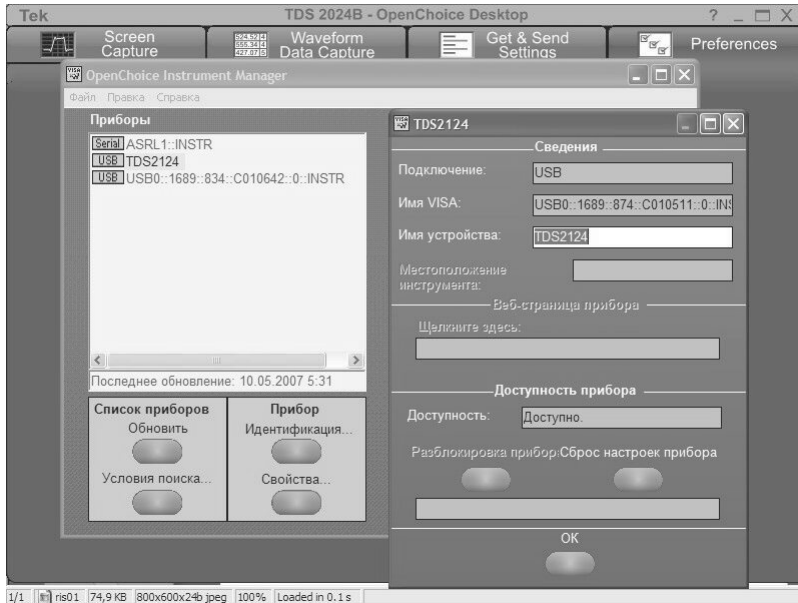 Tek TDS 2024B - OpenChoice Desktop ? _ X
Screen Capture
Waveform Data Capture
Get & Send Settings
Preferences
OpenChoice Instrument Manager
Файл Правка Справка
Приборы
Serial ASRL1::INSTR
USB TDS2124
USB USB0::1689::834::C010642::0::INSTR
Последнее обновление: 10.05.2007 5:31
Список приборов
Обновить
Условия поиска...
Прибор
Идентификация...
Свойства...
TDS2124
Сведения
Подключение: USB
Имя VISA: USB0::1689::874::C010511::0::INS
Имя устройства: TDS2124
Местоположение
инструмента:
Веб-страница прибора
Щелкните здесь:
Доступность прибора
Доступность: Доступно.
Разблокировка прибор:Сброс настроек прибора
OK
1/1 ris01 74,9 KB 800x600x24b jpeg 100% Loaded in 0.1 s